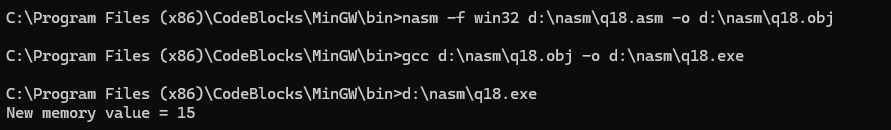 C:\Program Files (x86)\CodeBlocks\MinGW\bin>nasm -f win32 d:\nasm\q18.asm -o d:\nasm\q18.obj
C:\Program Files (x86)\CodeBlocks\MinGW\bin>gcc d:\nasm\q18.obj -o d:\nasm\q18.exe
C:\Program Files (x86)\CodeBlocks\MinGW\bin>d:\nasm\q18.exe
New memory value = 15